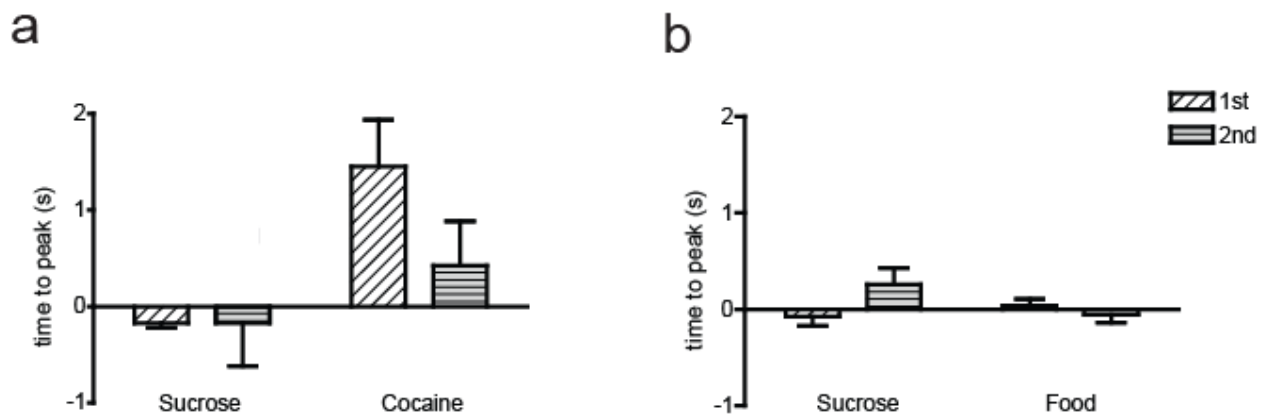 a
2
1
0
-1
time to peak (s)
Sucrose
Cocaine
b
2
1
0
-1
time to peak (s)
Sucrose
Food
1st
2nd